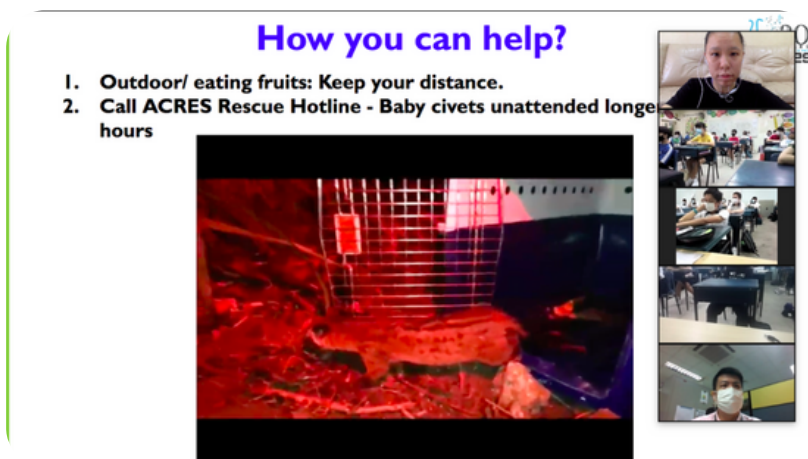 How you can help?
1. Outdoor/ eating fruits: Keep your distance.
2. Call ACRES Rescue Hotline - Baby civets unattended longer
hours